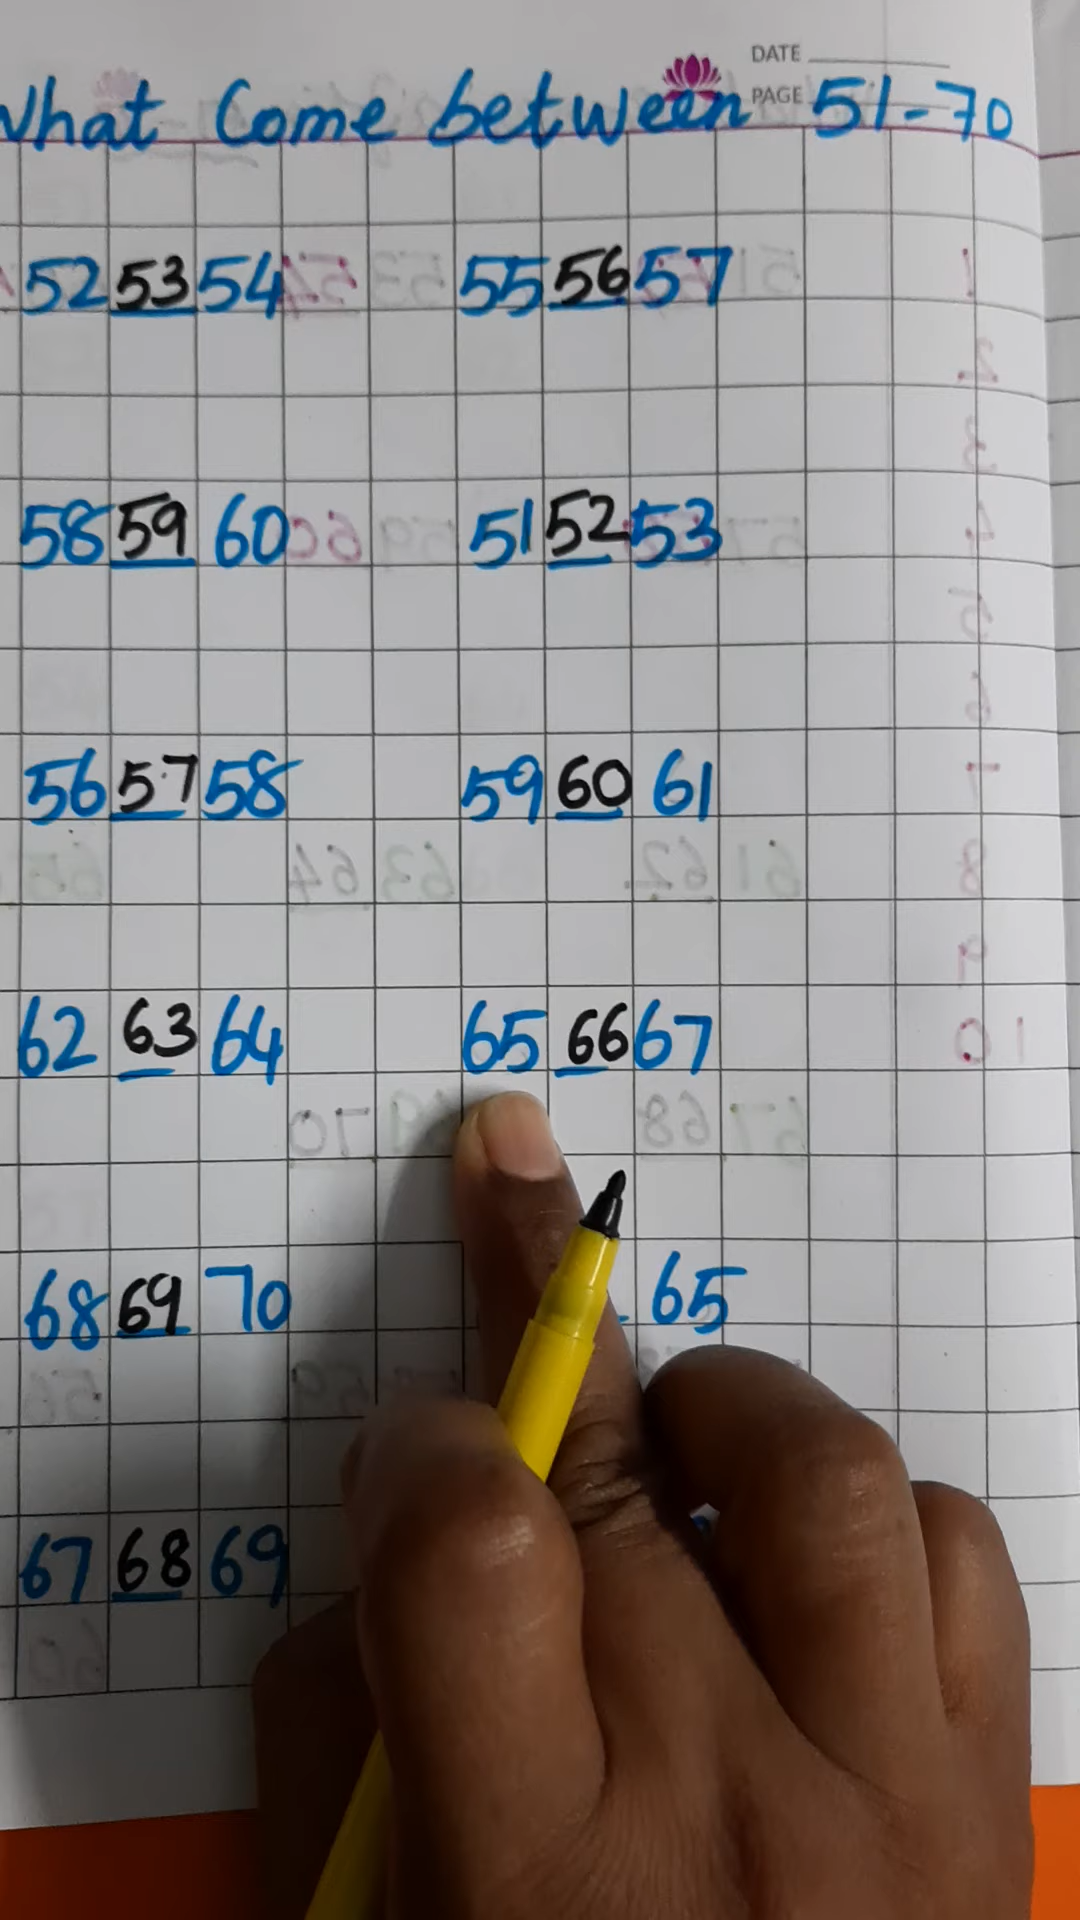 DATE
What Come between PAGE 51-70
52 53 54 55 56 57
58 59 60 51 52 53
56 57 58 59 60 61
62 63 64 65 66 67
68 69 70 65
67 68 69